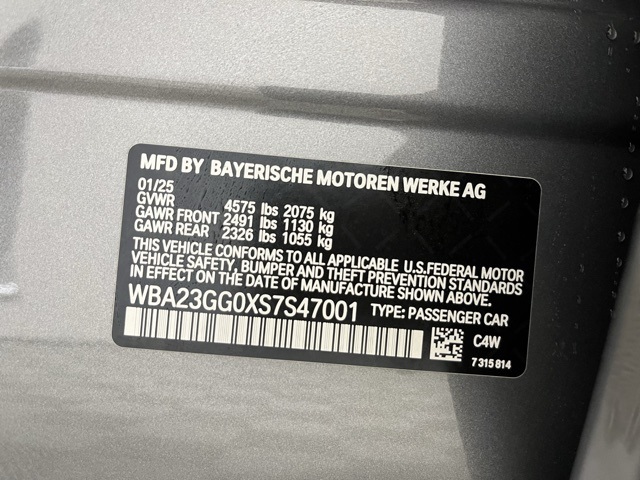 MFD BY BAYERISCHE MOTOREN WERKE AG
01/25
GVWR 4575 lbs 2075 kg
GAWR FRONT 2491 lbs 1130 kg
GAWR REAR 2326 lbs 1055 kg
THIS VEHICLE CONFORMS TO ALL APPLICABLE U.S.FEDERAL MOTOR
VEHICLE SAFETY, BUMPER AND THEFT PREVENTION STANDARDS
IN EFFECT ON THE DATE OF MANUFACTURE SHOWN ABOVE.
WBA23GG0XS7S47001 TYPE: PASSENGER CAR
C4W
7 315 814